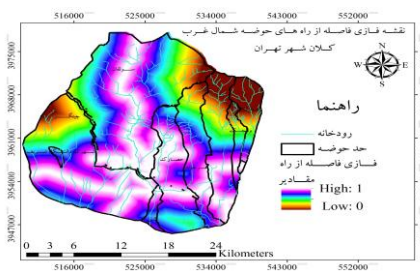 516000 525000 534000 543000 552000
نقشه فازی فاصله از راه های حوضه شمال غرب
کلان شهر تهران
N
W E
S
3975000
3968000
3961000
3954000
3947000
راهنما
رودخانه
حد حوضه
فازی فاصله از راه
مقادیر
High: 1
Low: 0
0 3 6 12 18 24
Kilometers
516000 525000 534000 543000 552000